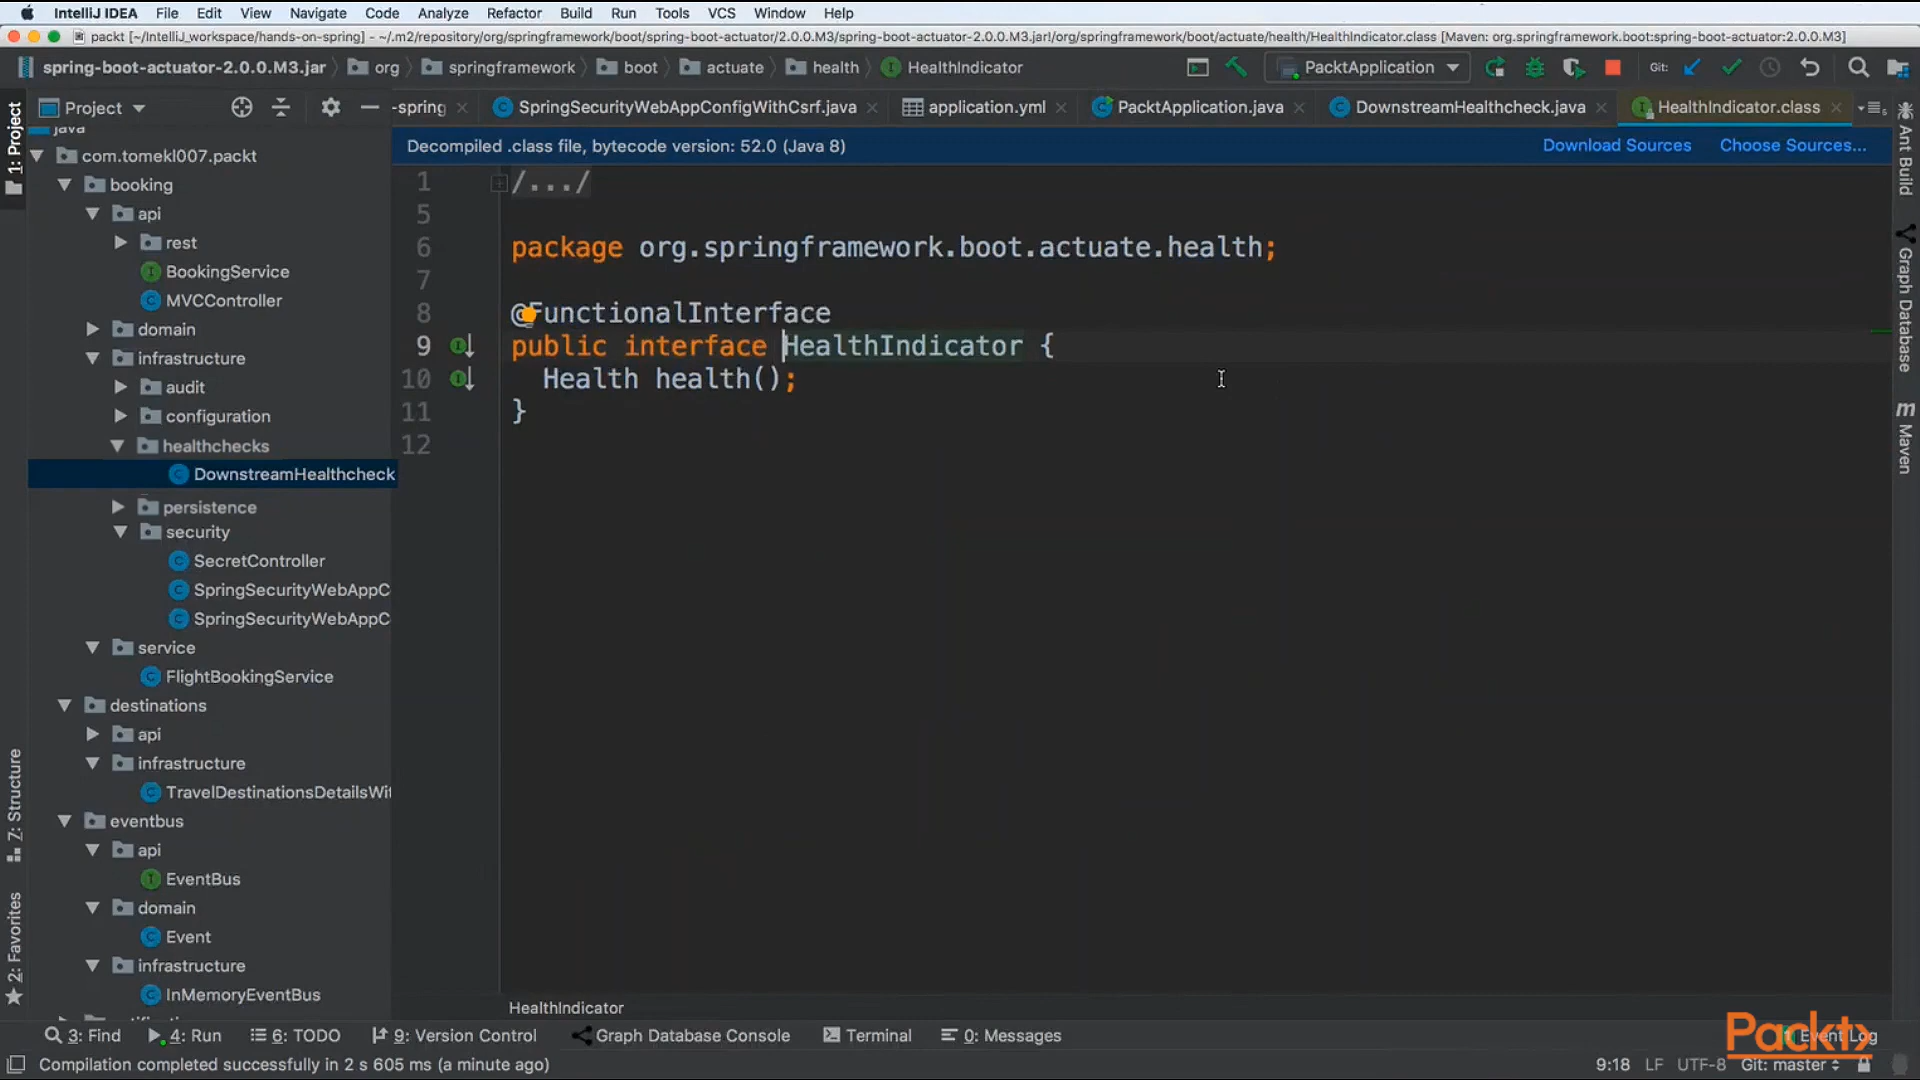 IntelliJ IDEA File Edit View Navigate Code Analyze Refactor Build Run Tools VCS Window Help
packt [~/IntelliJ_workspace/hands-on-spring] - ~/.m2/repository/org/springframework/boot/spring-boot-actuator/2.0.0.M3/spring-boot-actuator-2.0.0.M3.jar!/org/springframework/boot/actuate/health/HealthIndicator.class [Maven: org.springframework.boot:spring-boot-actuator:2.0.0.M3]
spring-boot-actuator-2.0.0.M3.jar org springframework boot actuate health HealthIndicator PacktApplication Git:
Project -spring SpringSecurityWebAppConfigWithCsrf.java application.yml PacktApplication.java DownstreamHealthcheck.java HealthIndicator.class
Decompiled .class file, bytecode version: 52.0 (Java 8) Download Sources Choose Sources...
1: Project
7: Structure
2: Favorites
java
com.tomekl007.packt
booking
api
rest
BookingService
MVCController
domain
infrastructure
audit
configuration
healthchecks
DownstreamHealthcheck
persistence
security
SecretController
SpringSecurityWebAppC
SpringSecurityWebAppC
service
FlightBookingService
destinations
api
infrastructure
TravelDestinationsDetailsWit
eventbus
api
EventBus
domain
Event
infrastructure
InMemoryEventBus
1 /.../
5
6 package org.springframework.boot.actuate.health;
7
8 @FunctionalInterface
9 public interface HealthIndicator {
10 Health health();
11 }
12
HealthIndicator
Ant Build
Graph Database
Maven
3: Find 4: Run 6: TODO 9: Version Control Graph Database Console Terminal 0: Messages Event Log
Packt
Compilation completed successfully in 2 s 605 ms (a minute ago) 9:18 LF UTF-8 Git: master